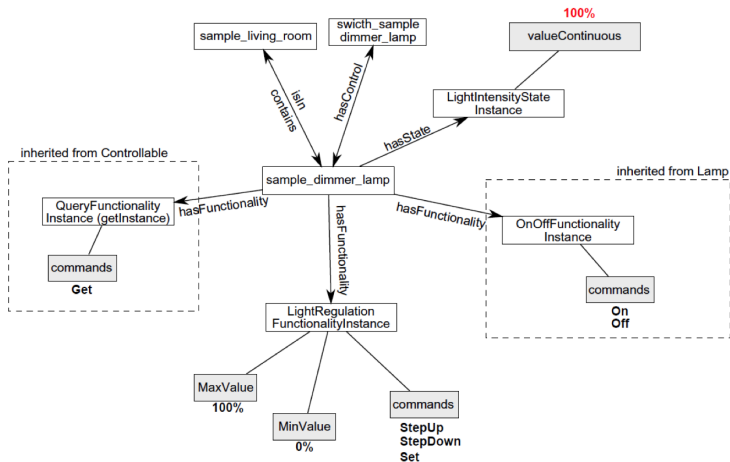 100%
swicth_sample
dimmer_lamp
sample_living_room
valueContinuous
LightIntensityState
Instance
isIn
contains
hasControl
hasState
inherited from Controllable
inherited from Lamp
sample_dimmer_lamp
QueryFunctionality
Instance (getInstance)
hasFunctionality
hasFunctionality
hasFunctionality
OnOffFunctionality
Instance
commands
Get
commands
On
Off
LightRegulation
FunctionalityInstance
MaxValue
100%
MinValue
0%
commands
StepUp
StepDown
Set